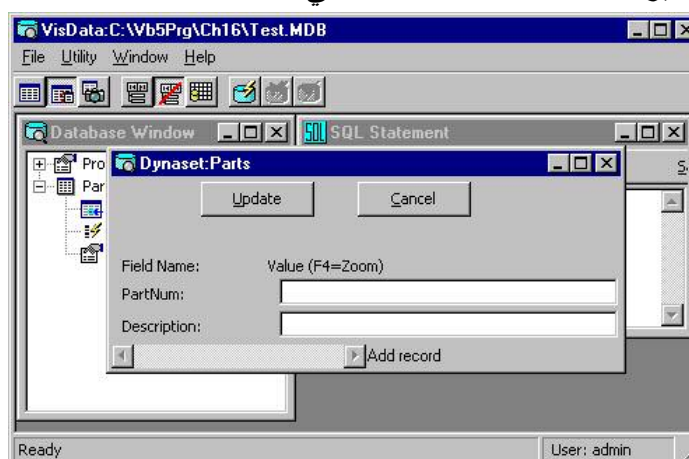 VisData:C:\Vb5Prg\Ch16\Test.MDB
File Utility Window Help
Database Window
SQL SQL Statement
Pro
Par
Dynaset:Parts
Update Cancel
Field Name: Value (F4=Zoom)
PartNum:
Description:
Add record
Ready User: admin